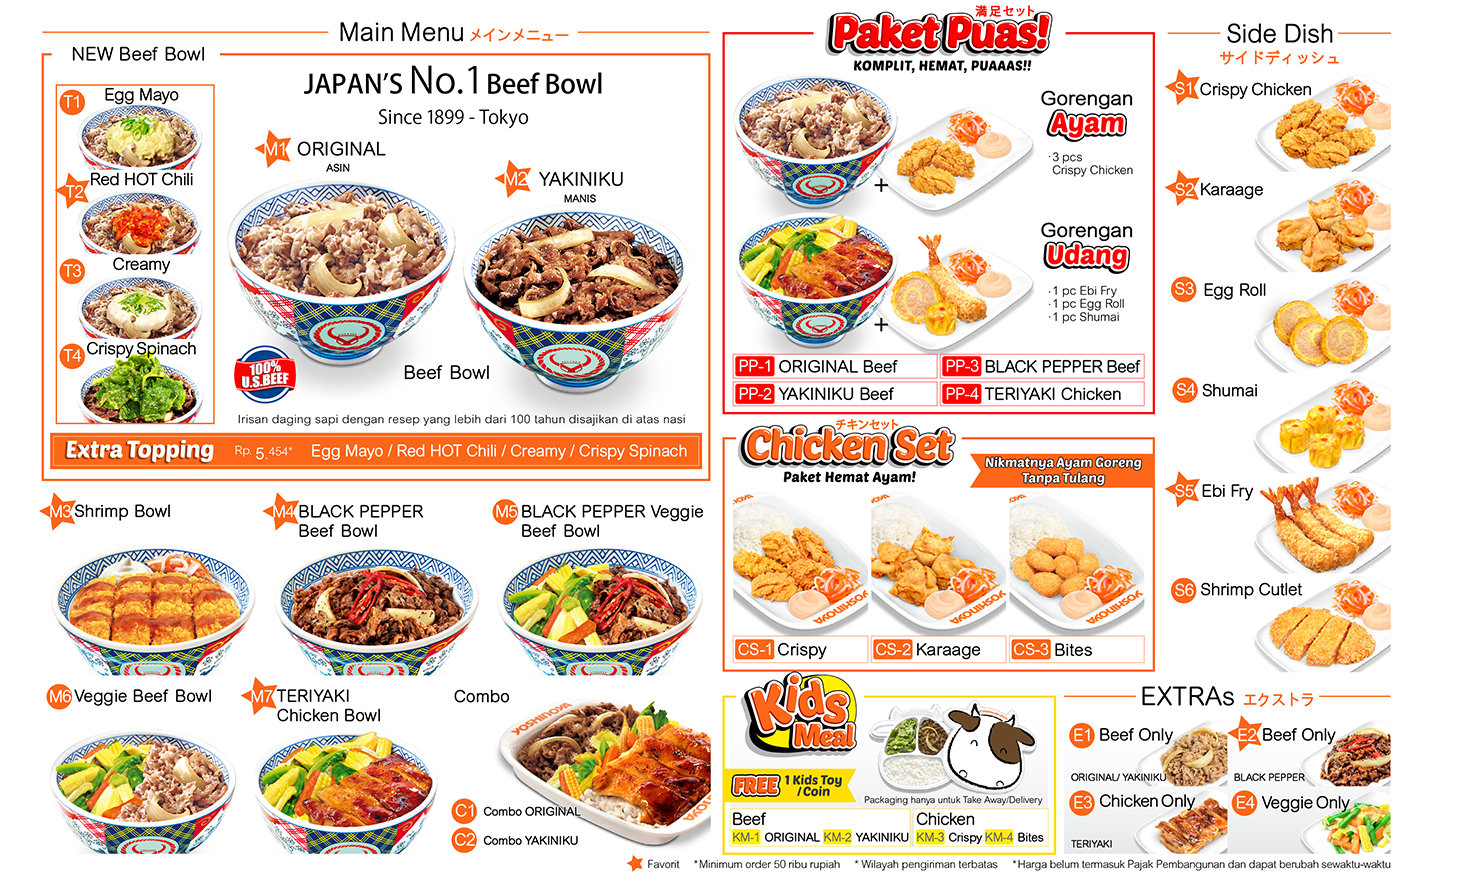 Main Menu メインメニュー
NEW Beef Bowl
T1 Egg Mayo
T2 Red HOT Chili
T3 Creamy
T4 Crispy Spinach
JAPAN'S No.1 Beef Bowl
Since 1899 - Tokyo
M1 ORIGINAL
ASIN
M2 YAKINIKU
MANIS
100%
U.S.BEEF
Beef Bowl
Irisan daging sapi dengan resep yang lebih dari 100 tahun disajikan di atas nasi
Extra Topping Rp. 5.454* Egg Mayo / Red HOT Chili / Creamy / Crispy Spinach
M3 Shrimp Bowl
M4 BLACK PEPPER
Beef Bowl
M5 BLACK PEPPER Veggie
Beef Bowl
M6 Veggie Beef Bowl
M7 TERIYAKI
Chicken Bowl
Combo
YOSHINOYA
C1 Combo ORIGINAL
C2 Combo YAKINIKU
満足セット
Paket Puas!
KOMPLIT, HEMAT, PUAAAS!!
Gorengan
Ayam
·3 pcs
Crispy Chicken
+
Gorengan
Udang
·1 pc Ebi Fry
·1 pc Egg Roll
·1 pc Shumai
+
PP-1 ORIGINAL Beef
PP-3 BLACK PEPPER Beef
PP-2 YAKINIKU Beef
PP-4 TERIYAKI Chicken
チキンセット
Chicken Set
Paket Hemat Ayam!
Nikmatnya Ayam Goreng
Tanpa Tulang
YOSHINOYA
YOSHINOYA
YOSHINOYA
CS-1 Crispy
CS-2 Karaage
CS-3 Bites
Kids
Meal
FREE 1 Kids Toy
/Coin
Packaging hanya untuk Take Away/Delivery
Beef
KM-1 ORIGINAL KM-2 YAKINIKU
Chicken
KM-3 Crispy KM-4 Bites
Side Dish
サイドディッシュ
S1 Crispy Chicken
S2 Karaage
S3 Egg Roll
S4 Shumai
S5 Ebi Fry
S6 Shrimp Cutlet
EXTRAs エクストラ
E1 Beef Only
ORIGINAL/ YAKINIKU
E2 Beef Only
BLACK PEPPER
E3 Chicken Only
TERIYAKI
E4 Veggie Only
Favorit *Minimum order 50 ribu rupiah * Wilayah pengiriman terbatas *Harga belum termasuk Pajak Pembangunan dan dapat berubah sewaktu-waktu